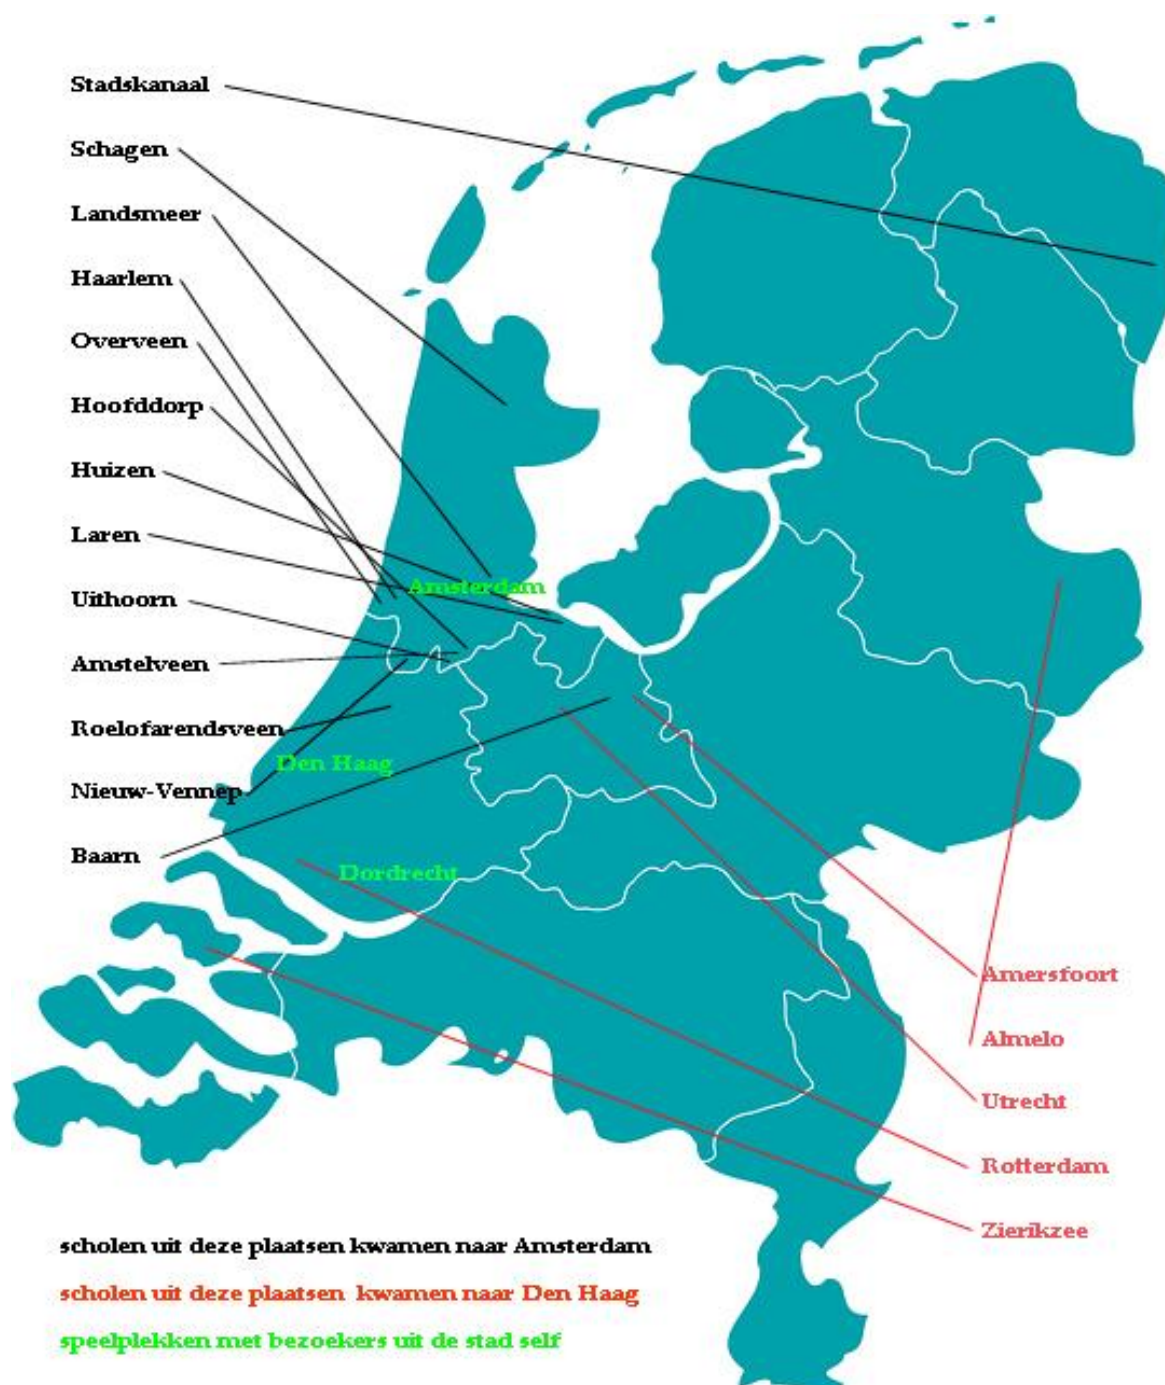 Stadskanaal
Schagen
Landsmeer
Haarlem
Overveen
Hoofddorp
Huizen
Laren
Amsterdam
Uithoorn
Amstelveen
Roelofarendsveen
Den Haag
Nieuw-Vennep
Baarn
Dordrecht
Amersfoort
Almelo
Utrecht
Rotterdam
Zierikzee
scholen uit deze plaatsen kwamen naar Amsterdam
scholen uit deze plaatsen kwamen naar Den Haag
speelplekken met bezoekers uit de stad self